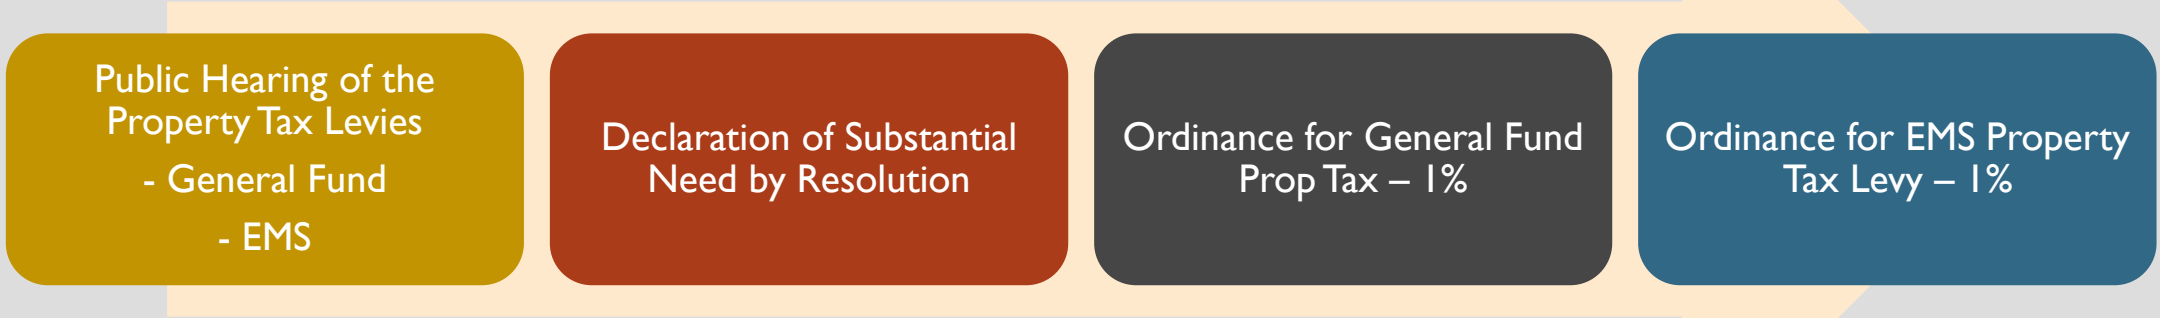 Public Hearing of the
Property Tax Levies
- General Fund
- EMS
Declaration of Substantial
Need by Resolution
Ordinance for General Fund
Prop Tax – 1%
Ordinance for EMS Property
Tax Levy – 1%